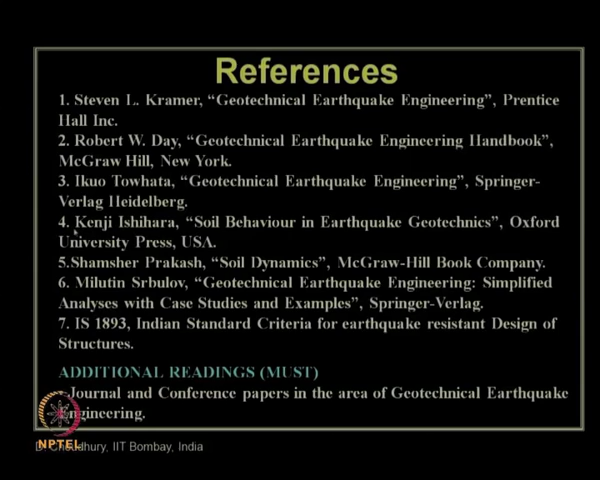 References
1. Steven L. Kramer, “Geotechnical Earthquake Engineering”, Prentice
Hall Inc.
2. Robert W. Day, “Geotechnical Earthquake Engineering Handbook”,
McGraw Hill, New York.
3. Ikuo Towhata, “Geotechnical Earthquake Engineering”, Springer-
Verlag Heidelberg.
4. Kenji Ishihara, “Soil Behaviour in Earthquake Geotechnics”, Oxford
University Press, USA.
5.Shamsher Prakash, “Soil Dynamics”, McGraw-Hill Book Company.
6. Milutin Srbulov, “Geotechnical Earthquake Engineering: Simplified
Analyses with Case Studies and Examples”, Springer-Verlag.
7. IS 1893, Indian Standard Criteria for earthquake resistant Design of
Structures.
ADDITIONAL READINGS (MUST)
Journal and Conference papers in the area of Geotechnical Earthquake
Engineering.
NPTEL
D. Choudhury, IIT Bombay, India